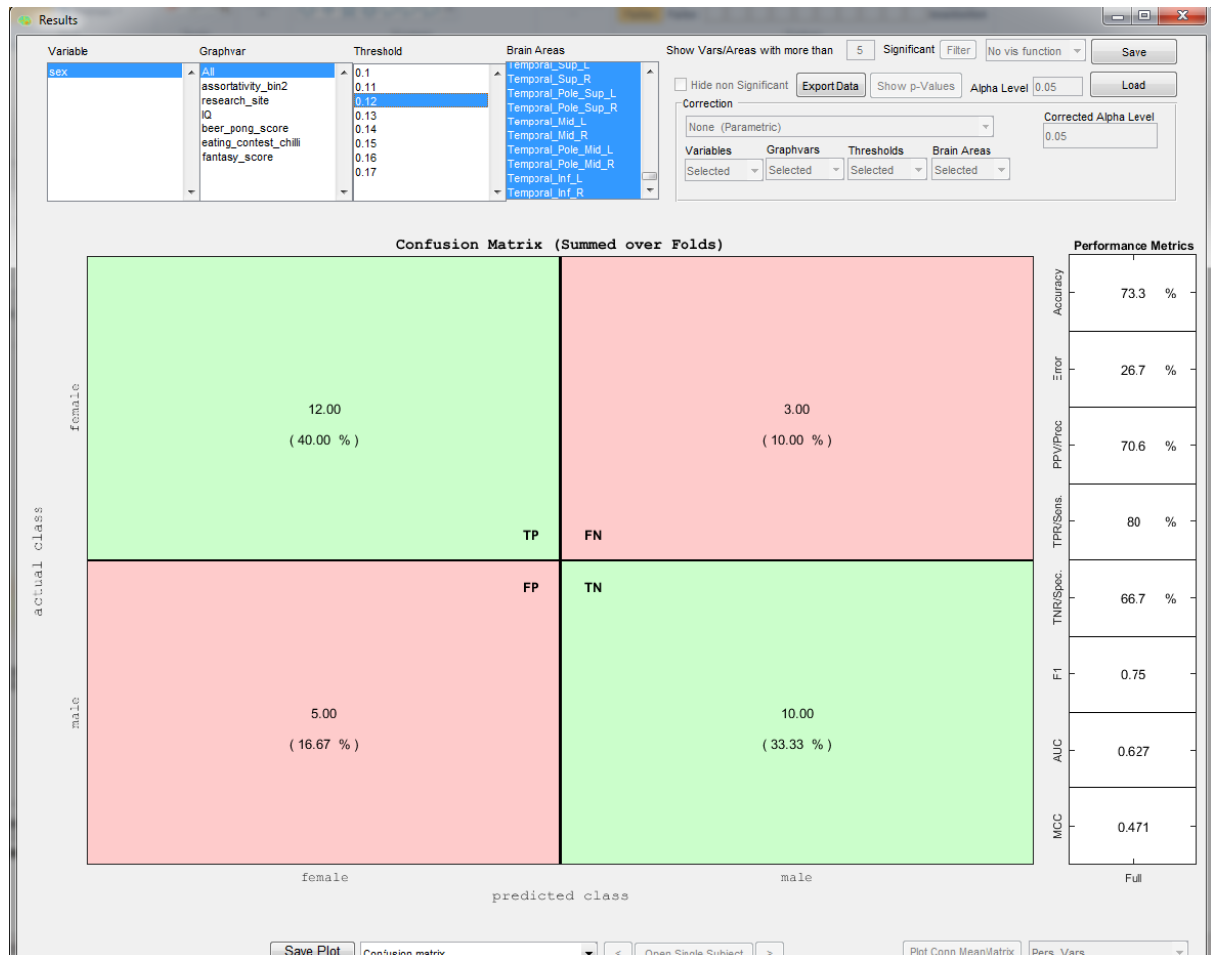 Results
Variable Graphvar Threshold Brain Areas Show Vars/Areas with more than 5 Significant Filter No vis function Save
sex
All
assortativity_bin2
research_site
IQ
beer_pong_score
eating_contest_chilli
fantasy_score
0.1
0.11
0.12
0.13
0.14
0.15
0.16
0.17
Temporal_Sup_L
Temporal_Sup_R
Temporal_Pole_Sup_L
Temporal_Pole_Sup_R
Temporal_Mid_L
Temporal_Mid_R
Temporal_Pole_Mid_L
Temporal_Pole_Mid_R
Temporal_Inf_L
Temporal_Inf_R
Hide non Significant Export Data Show p-Values Alpha Level 0.05 Load
Correction
None (Parametric)
Corrected Alpha Level
0.05
Variables Graphvars Thresholds Brain Areas
Selected Selected Selected Selected
Confusion Matrix (Summed over Folds)
Performance Metrics
actual class
female
male
12.00
( 40.00 % )
TP
3.00
( 10.00 % )
FN
FP
5.00
( 16.67 % )
TN
10.00
( 33.33 % )
female male
predicted class
Accuracy 73.3 %
Error 26.7 %
PPV/Prec 70.6 %
TPR/Sens. 80 %
TNR/Spec. 66.7 %
F1 0.75
AUC 0.627
MCC 0.471
Full
Save Plot Confusion matrix < Open Single Subject > Plot Conn MeanMatrix Pers. Vars